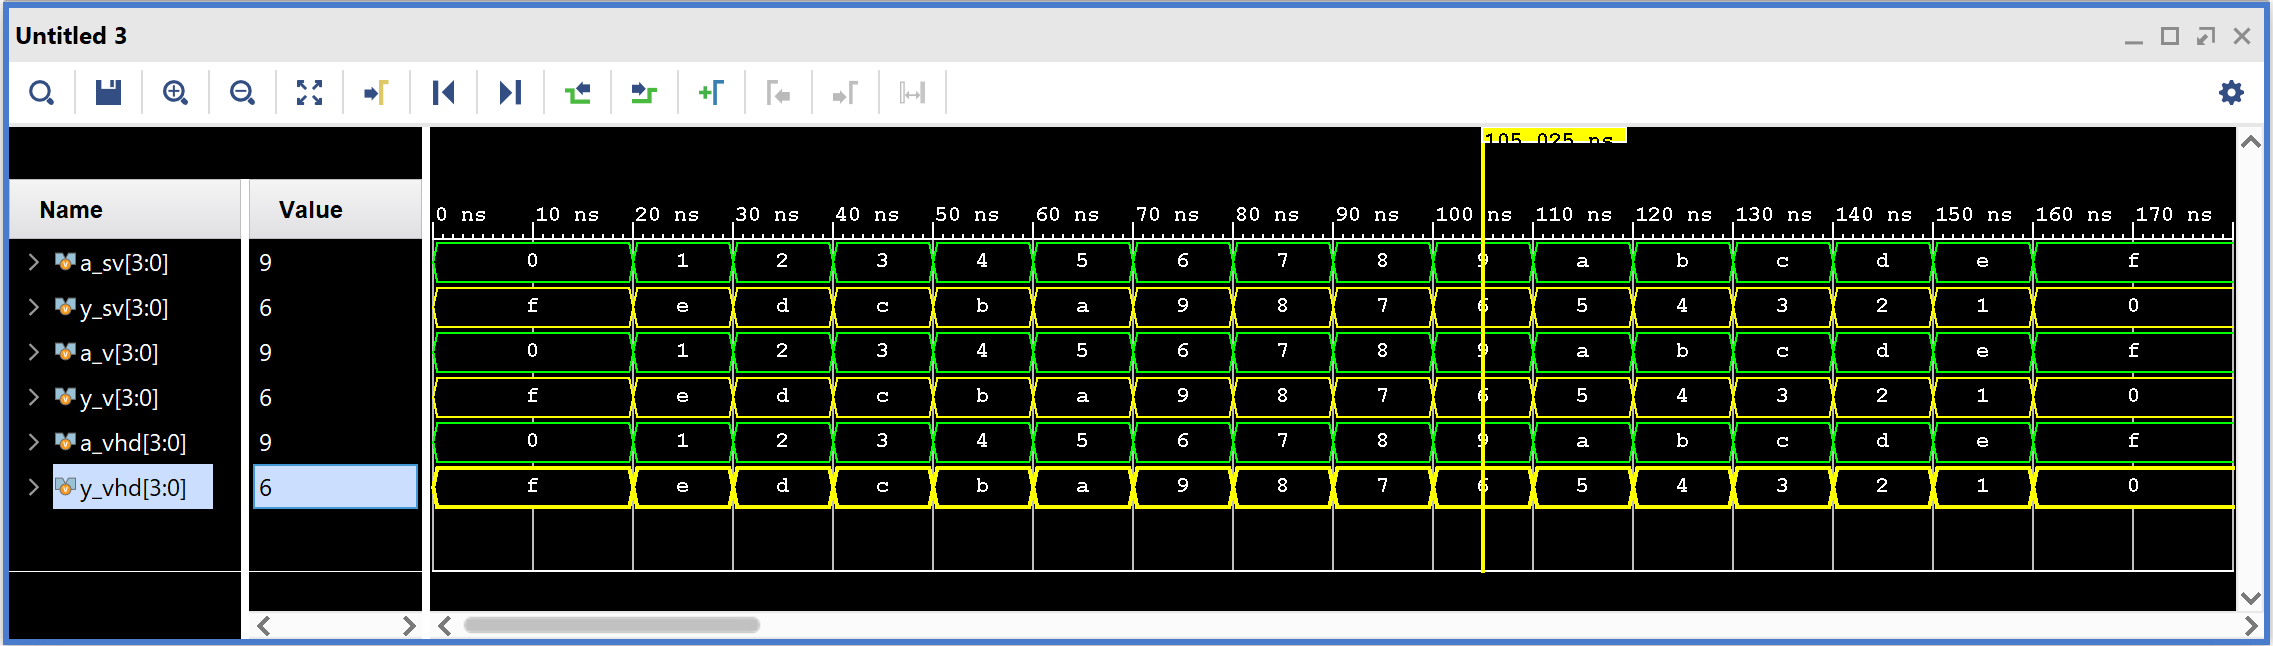 Untitled 3
105.025 ns
Name Value
0 ns 10 ns 20 ns 30 ns 40 ns 50 ns 60 ns 70 ns 80 ns 90 ns 100 ns 110 ns 120 ns 130 ns 140 ns 150 ns 160 ns 170 ns
a_sv[3:0] 9 0 1 2 3 4 5 6 7 8 9 a b c d e f
y_sv[3:0] 6 f e d c b a 9 8 7 6 5 4 3 2 1 0
a_v[3:0] 9 0 1 2 3 4 5 6 7 8 9 a b c d e f
y_v[3:0] 6 f e d c b a 9 8 7 6 5 4 3 2 1 0
a_vhd[3:0] 9 0 1 2 3 4 5 6 7 8 9 a b c d e f
y_vhd[3:0] 6 f e d c b a 9 8 7 6 5 4 3 2 1 0